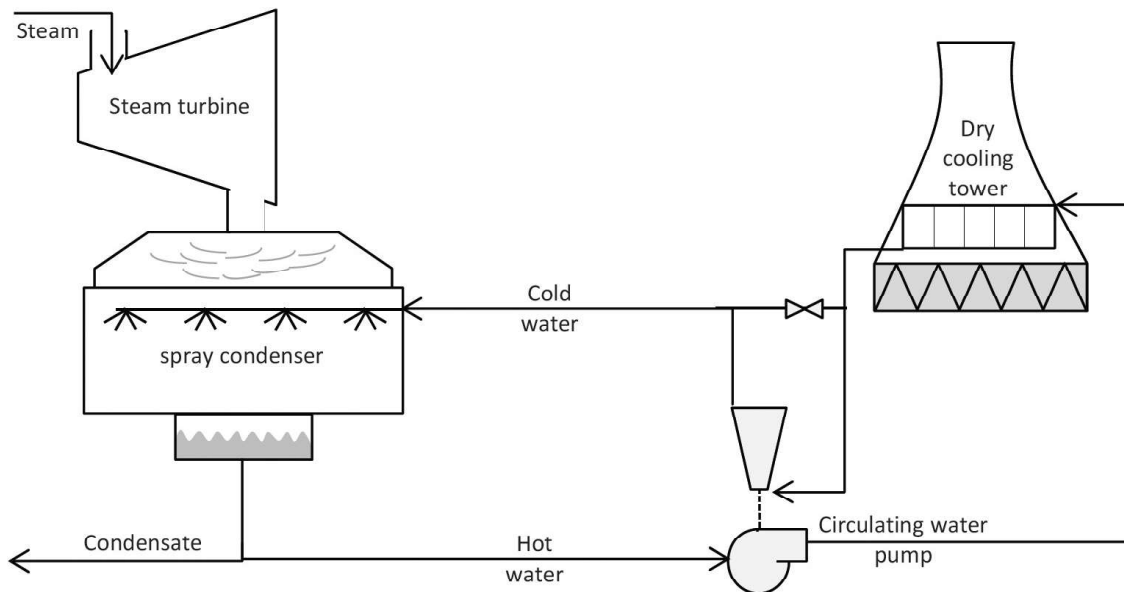 Steam
Steam turbine
Dry
cooling
tower
Cold
water
spray condenser
Condensate
Hot
water
Circulating water
pump